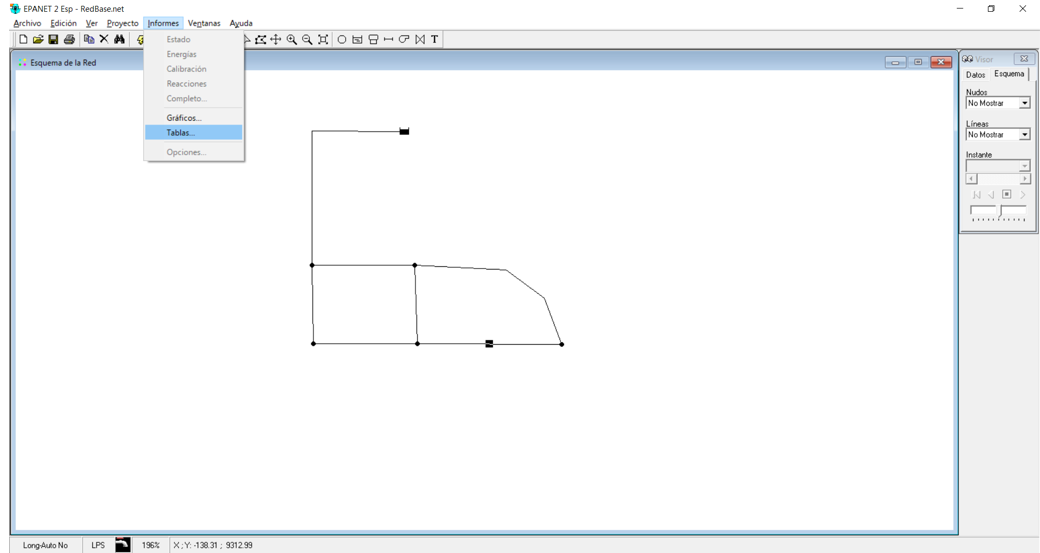 EPANET 2 Esp - RedBase.net
Archivo Edición Ver Proyecto Informes Ventanas Ayuda
T
Estado
Energías
Calibración
Reacciones
Completo...
Gráficos...
Tablas...
Opciones...
Esquema de la Red
Visor
Datos Esquema
Nudos
No Mostrar
Líneas
No Mostrar
Instante
Long-Auto No LPS 196% X ; Y: -138.31 ; 9312.99